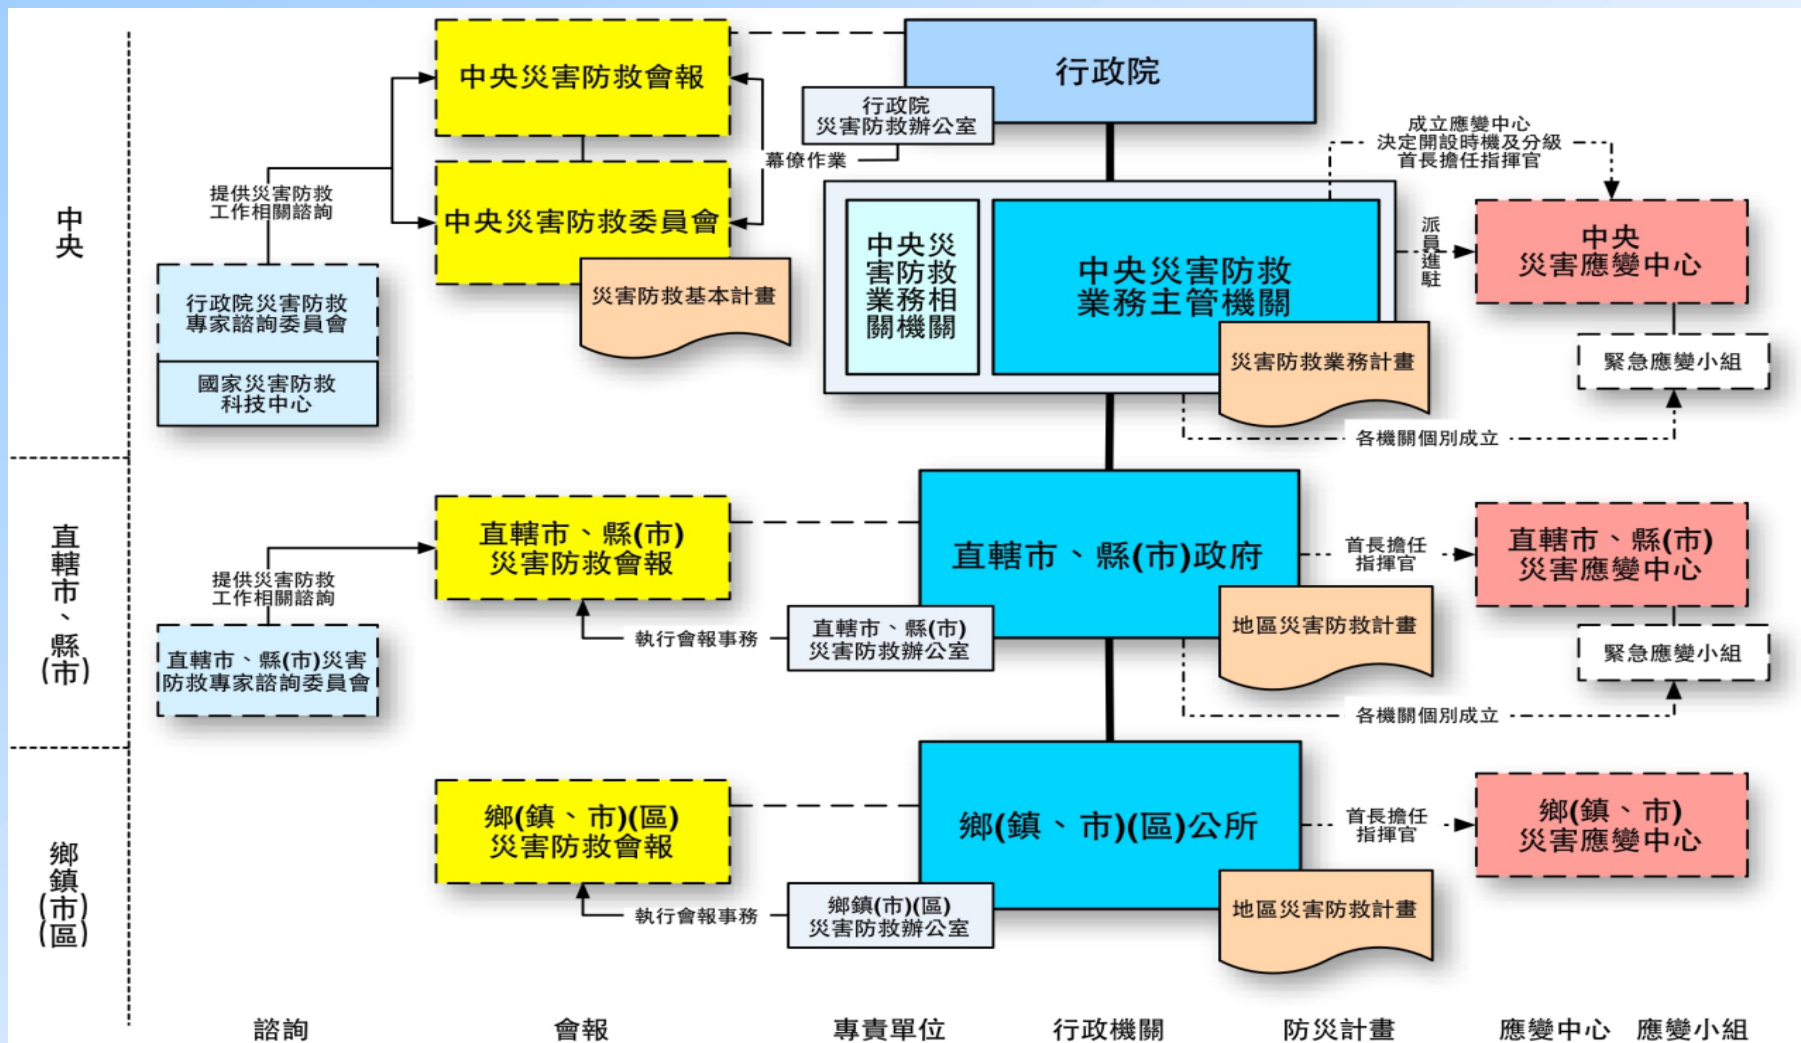 中央災害防救會報
行政院
行政院
災害防救辦公室
成立應變中心
決定開設時機及分級
首長擔任指揮官
幕僚作業
提供災害防救
工作相關諮詢
中央
中央災害防救委員會
中央災
害防救
業務相
關機關
中央災害防救
業務主管機關
派員進駐
中央
災害應變中心
行政院災害防救
專家諮詢委員會
災害防救基本計畫
國家災害防救
科技中心
災害防救業務計畫
緊急應變小組
各機關個別成立
直轄市、縣(市)
直轄市、縣(市)
災害防救會報
直轄市、縣(市)政府
首長擔任
指揮官
直轄市、縣(市)
災害應變中心
提供災害防救
工作相關諮詢
執行會報事務
直轄市、縣(市)
災害防救辦公室
地區災害防救計畫
緊急應變小組
直轄市、縣(市)災害
防救專家諮詢委員會
各機關個別成立
鄉鎮(市)(區)
鄉(鎮、市)(區)
災害防救會報
鄉(鎮、市)(區)公所
首長擔任
指揮官
鄉(鎮、市)
災害應變中心
執行會報事務
鄉鎮(市)(區)
災害防救辦公室
地區災害防救計畫
諮詢
會報
專責單位
行政機關
防災計畫
應變中心
應變小組